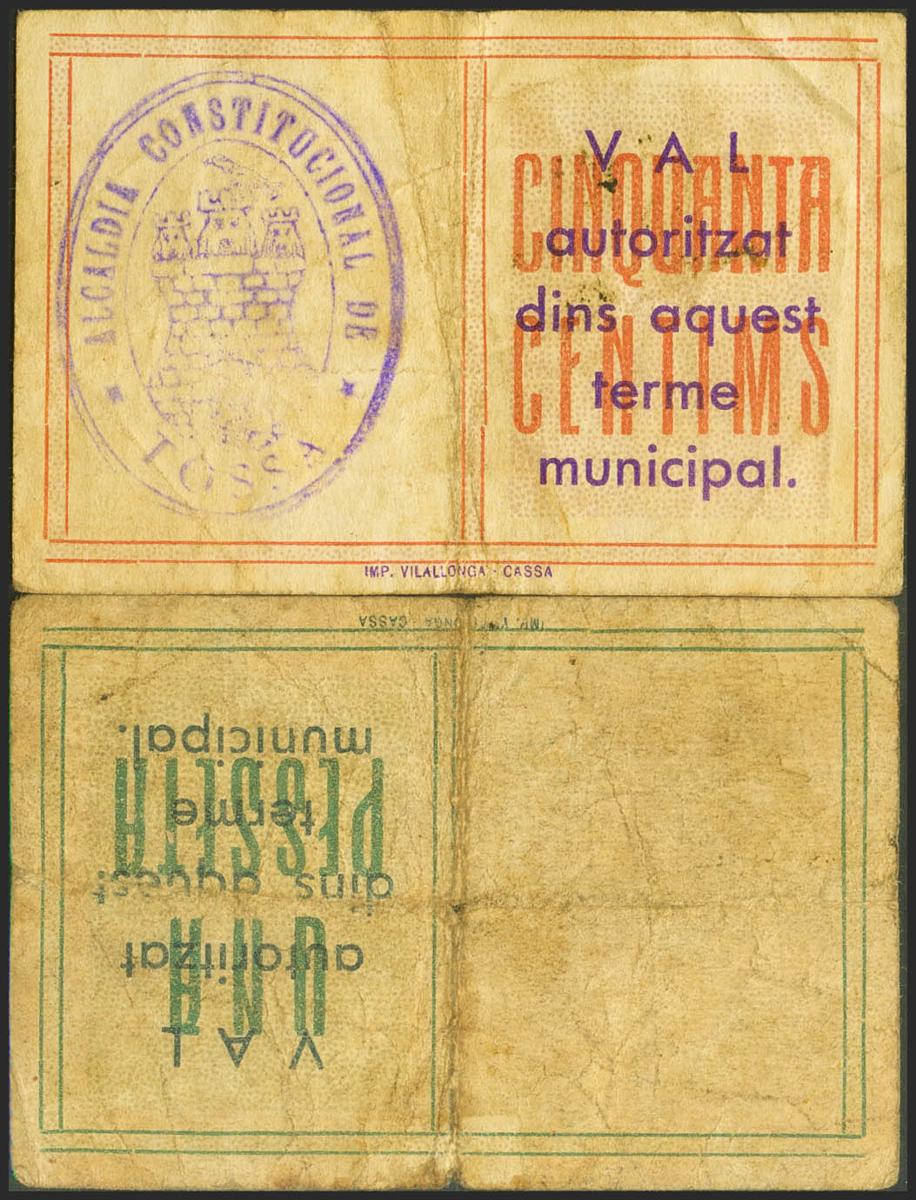 ALCALDIA CONSTITUCIONAL DE
TOSSA
VAL
autoritzat
dins aquest
terme
municipal.
CINQUANTA
CENTIMS
IMP. VILALLONGA - CASSA
VAL
autoritzat
dins aquest
terme
municipal.
UNA
PESSETA
IMP. V ONGA - CASSA